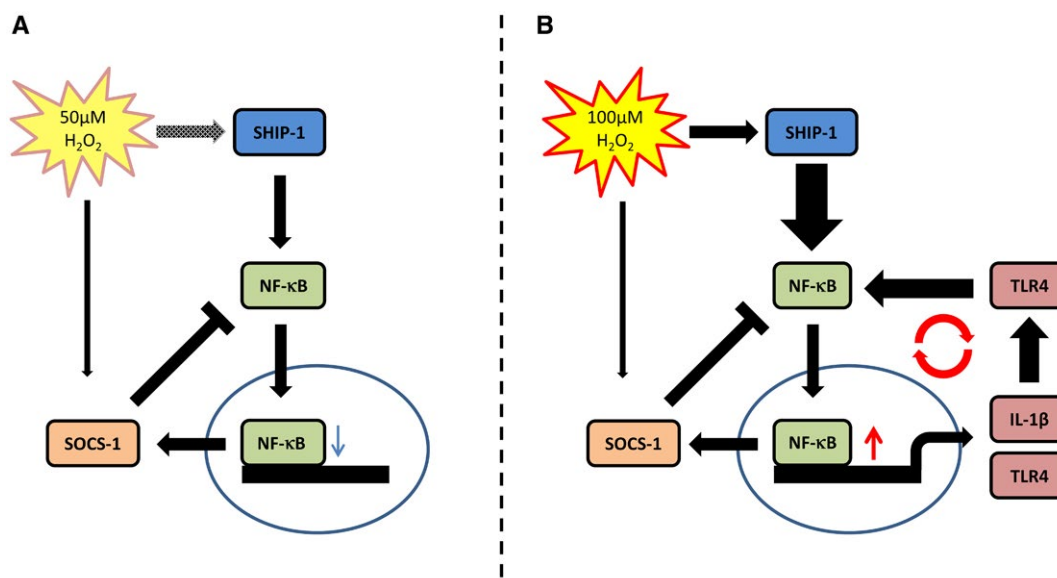 A
50μM
H₂O₂
SHIP-1
NF-κB
SOCS-1
NF-κB
B
100μM
H₂O₂
SHIP-1
NF-κB
TLR4
SOCS-1
NF-κB
IL-1β
TLR4